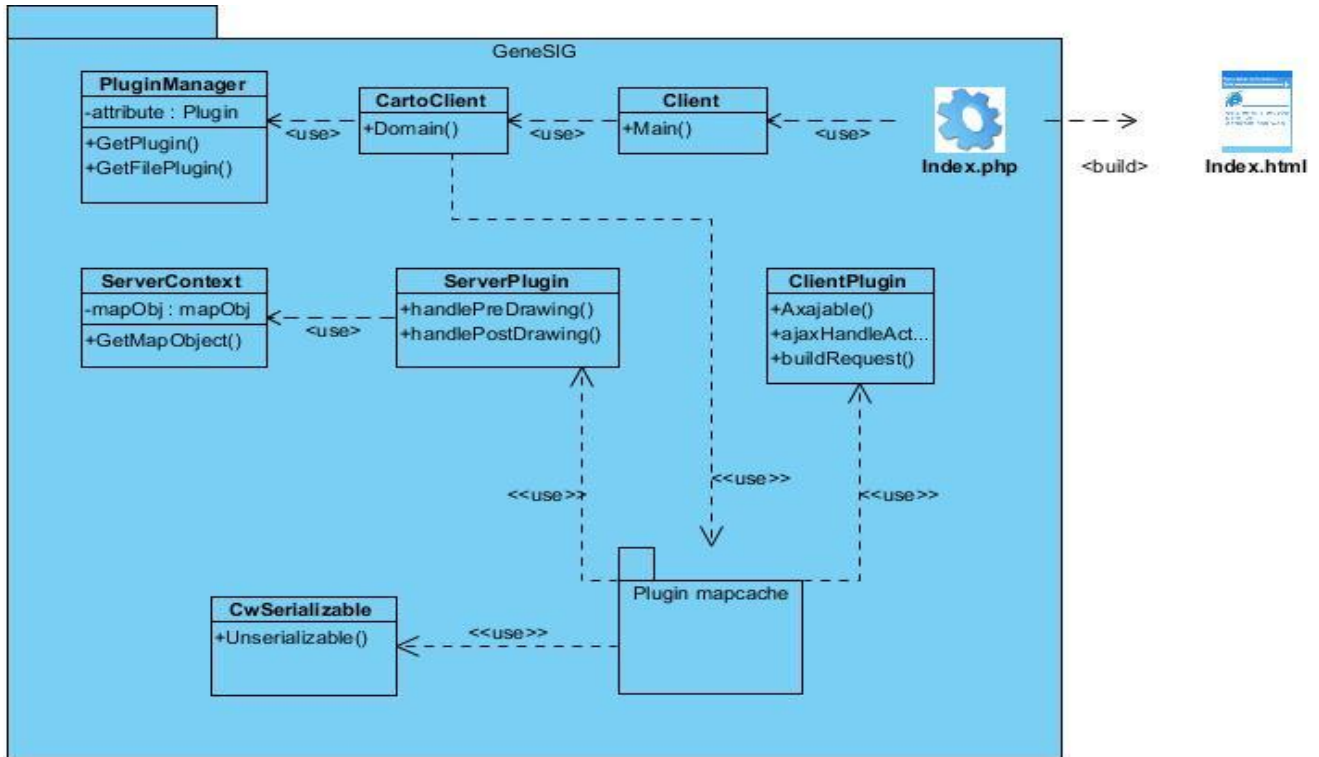 GeneSIG
PluginManager
-attribute : Plugin
+GetPlugin()
+GetFilePlugin()
<use>
CartoClient
+Domain()
<use>
Client
+Main()
<use>
Index.php
<build>
Index.html
ServerContext
-mapObj : mapObj
+GetMapObject()
<use>
ServerPlugin
+handlePreDrawing()
+handlePostDrawing()
ClientPlugin
+Axajable()
+ajaxHandleAct...
+buildRequest()
<<use>>
<<use>>
<<use>>
Plugin mapcache
CwSerializable
+Unserializable()
<<use>>